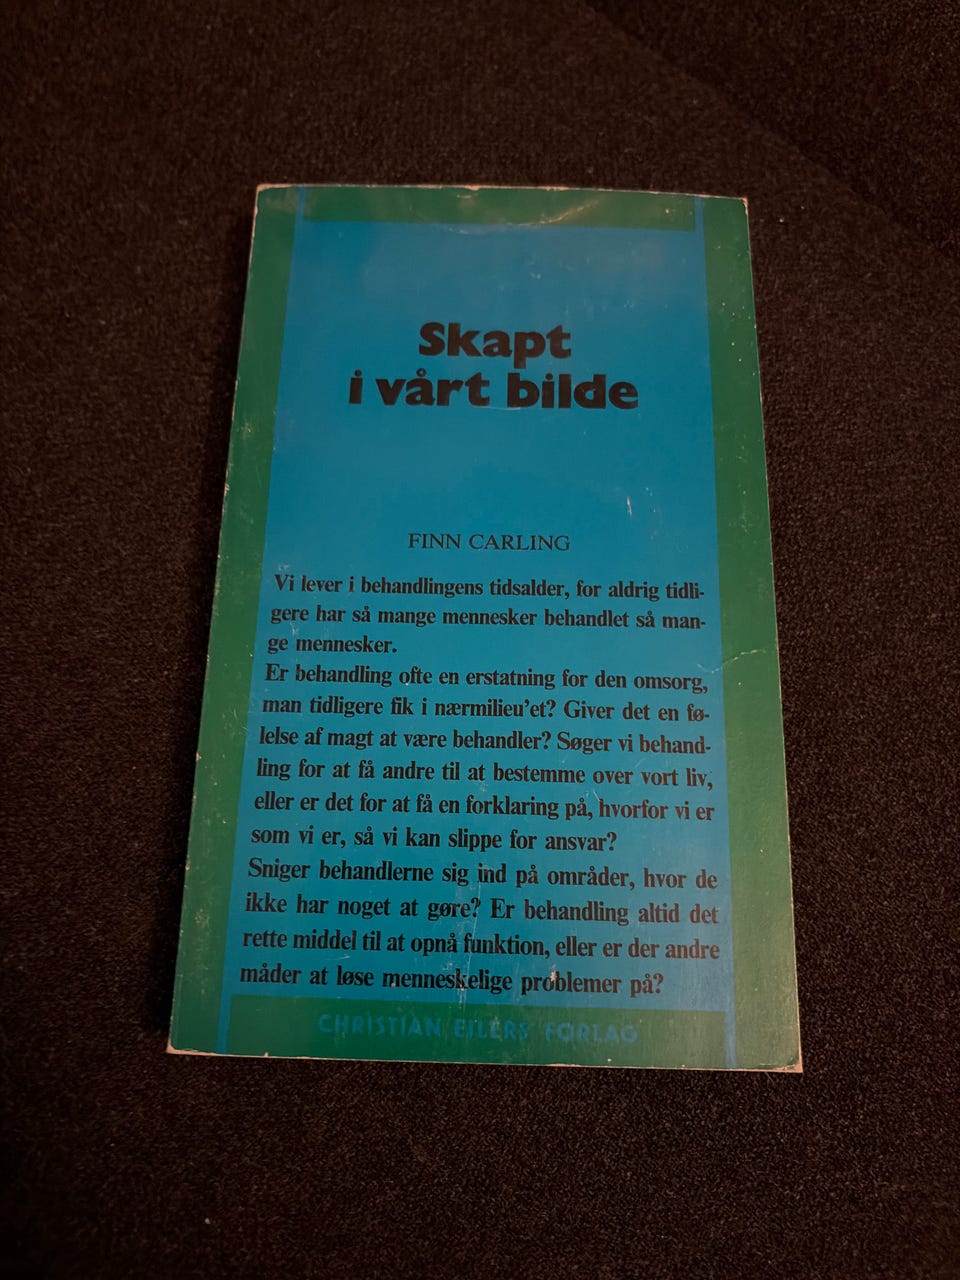 Skapt
i vårt bilde
FINN CARLING
Vi lever i behandlingens tidsalder, for aldrig tidli-
gere har så mange mennesker behandlet så man-
ge mennesker.
Er behandling ofte en erstatning for den omsorg,
man tidligere fik i nærmilieu'et? Giver det en fø-
lelse af magt at være behandler? Søger vi behand-
ling for at få andre til at bestemme over vort liv,
eller er det for at få en forklaring på, hvorfor vi er
som vi er, så vi kan slippe for ansvar?
Sniger behandlerne sig ind på områder, hvor de
ikke har noget at gøre? Er behandling altid det
rette middel til at opnå funktion, eller er der andre
måder at løse menneskelige problemer på?
CHRISTIAN EJLERS' FORLAG